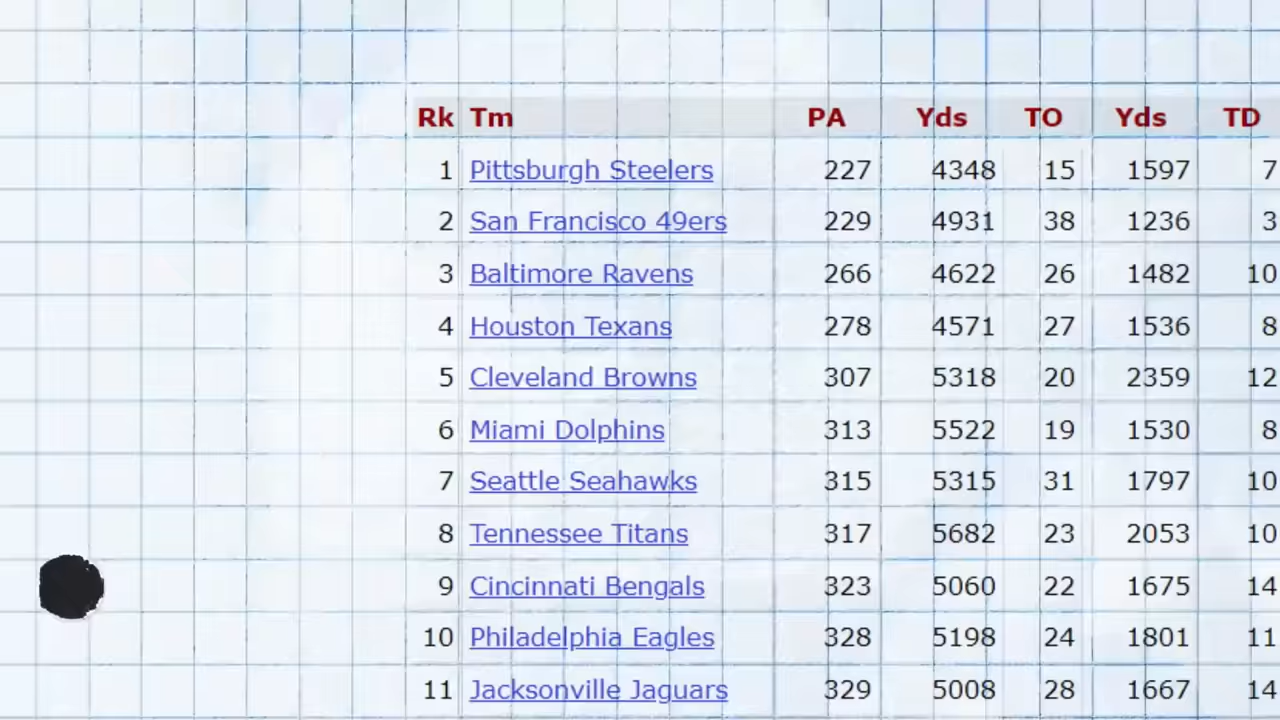 Rk Tm PA Yds TO Yds TD
1 Pittsburgh Steelers 227 4348 15 1597 7
2 San Francisco 49ers 229 4931 38 1236 3
3 Baltimore Ravens 266 4622 26 1482 10
4 Houston Texans 278 4571 27 1536 8
5 Cleveland Browns 307 5318 20 2359 12
6 Miami Dolphins 313 5522 19 1530 8
7 Seattle Seahawks 315 5315 31 1797 10
8 Tennessee Titans 317 5682 23 2053 10
9 Cincinnati Bengals 323 5060 22 1675 14
10 Philadelphia Eagles 328 5198 24 1801 11
11 Jacksonville Jaguars 329 5008 28 1667 14